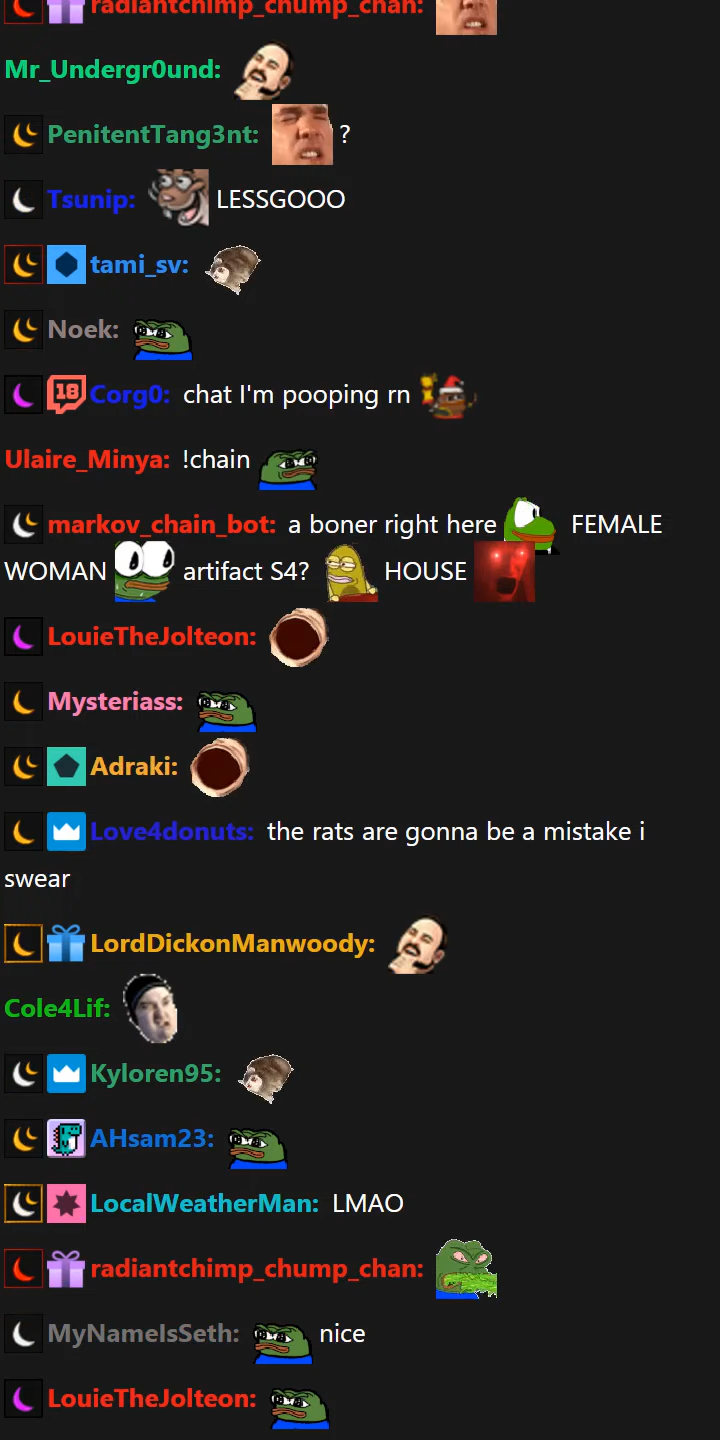 radiantchimp_chump_chan:
Mr_Undergr0und:
PenitentTang3nt: ?
Tsunip: LESSGOOO
tami_sv:
Noek:
18 Corg0: chat I'm pooping rn
Ulaire_Minya: !chain
markov_chain_bot: a boner right here FEMALE
WOMAN artifact S4? HOUSE
LouieTheJolteon:
Mysteriass:
Adraki:
Love4donuts: the rats are gonna be a mistake i
swear
LordDickonManwoody:
Cole4Lif:
Kyloren95:
AHsam23:
LocalWeatherMan: LMAO
radiantchimp_chump_chan:
MyNameIsSeth: nice
LouieTheJolteon: